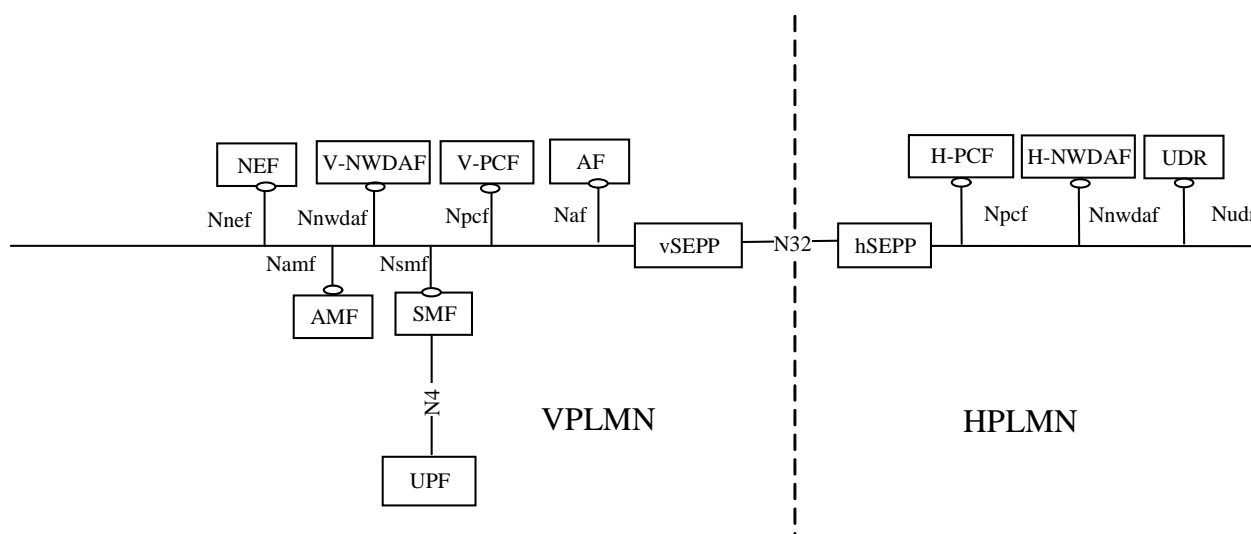 NEF
V-NWDAF
V-PCF
AF
H-PCF
H-NWDAF
UDR
Nnef
Nnwdaf
Npcf
Naf
Npcf
Nnwdaf
Nudr
vSEPP
N32
hSEPP
Namf
Nsmf
AMF
SMF
N4
VPLMN
HPLMN
UPF